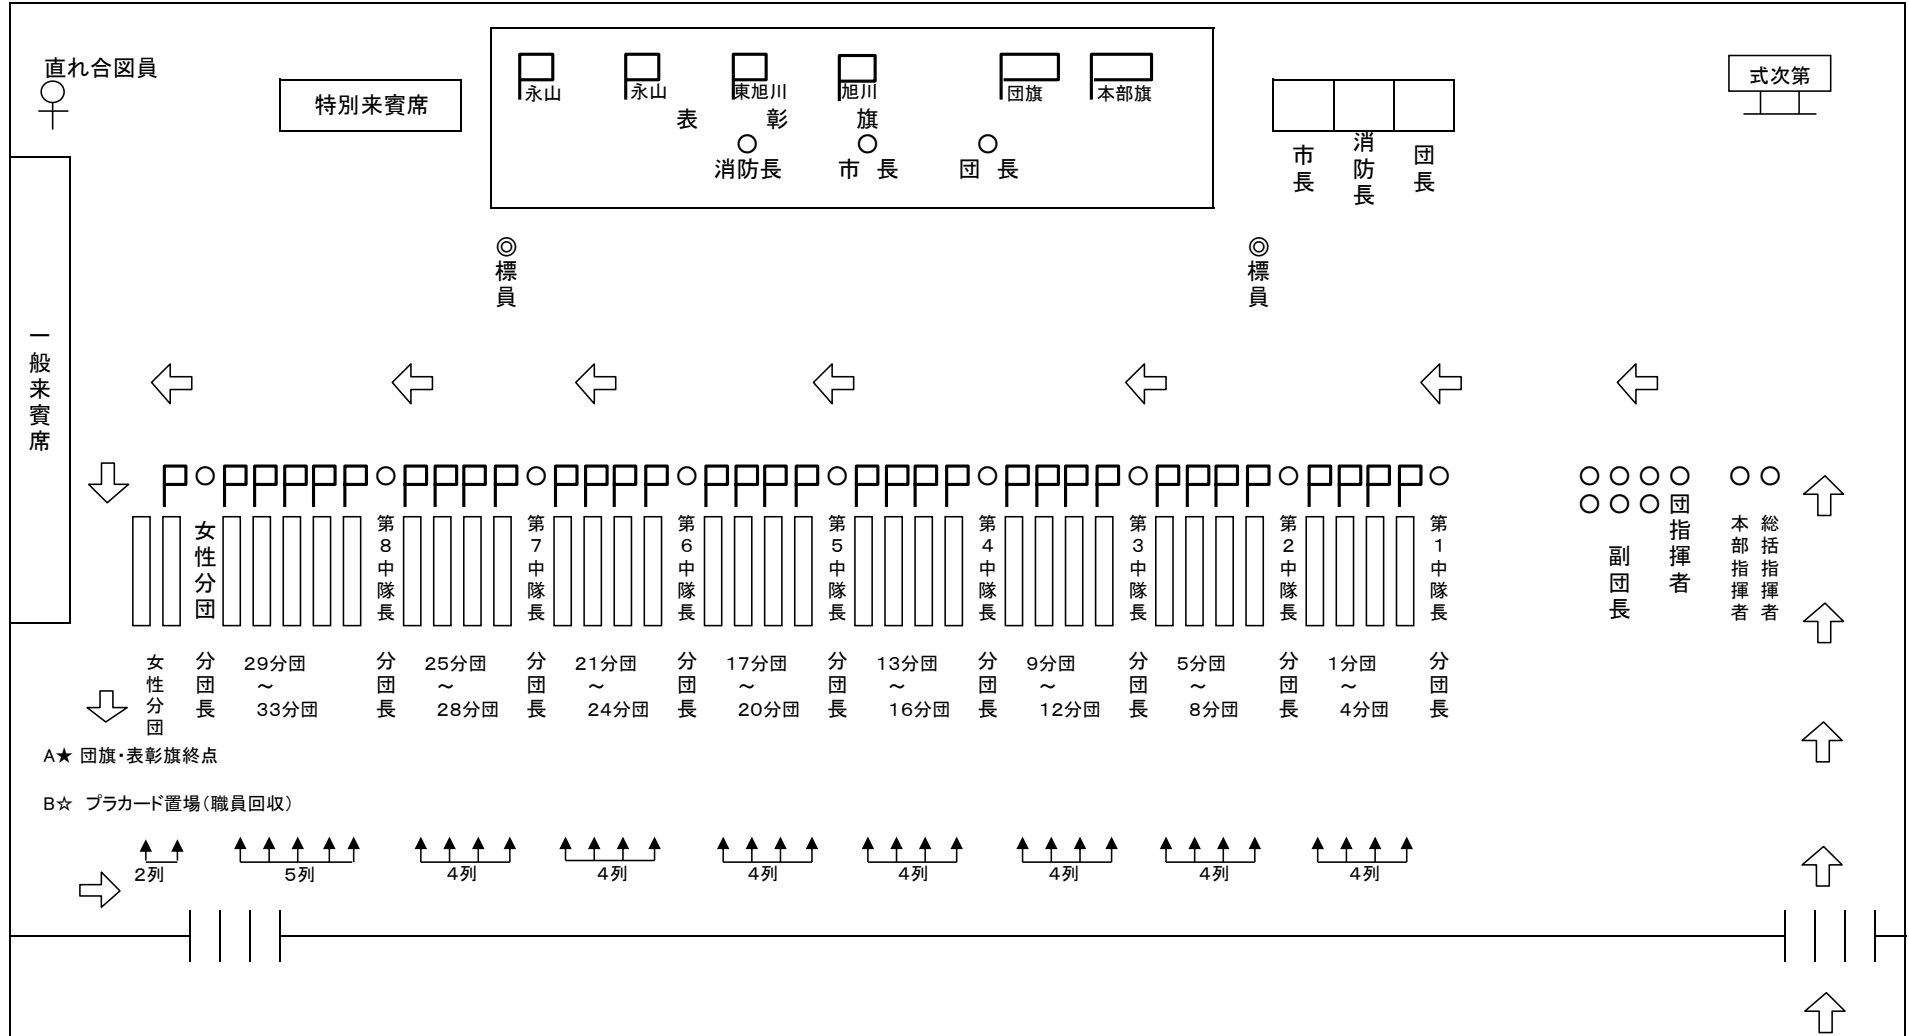 直れ合図員
特別来賓席
永山
永山
東旭川
旭川
団旗
本部旗
表彰旗
消防長
市長
団長
市長
消防長
団長
式次第
◎標員
◎標員
一般来賓席
女性分団
第8中隊長
第7中隊長
第6中隊長
第5中隊長
第4中隊長
第3中隊長
第2中隊長
第1中隊長
副団長
団指揮者
本部指揮者
総括指揮者
女性分団
分団長
29分団
～
33分団
分団長
25分団
～
28分団
分団長
21分団
～
24分団
分団長
17分団
～
20分団
分団長
13分団
～
16分団
分団長
9分団
～
12分団
分団長
5分団
～
8分団
分団長
1分団
～
4分団
分団長
A★ 団旗・表彰旗終点
B☆ プラカード置場(職員回収)
2列
5列
4列
4列
4列
4列
4列
4列
4列